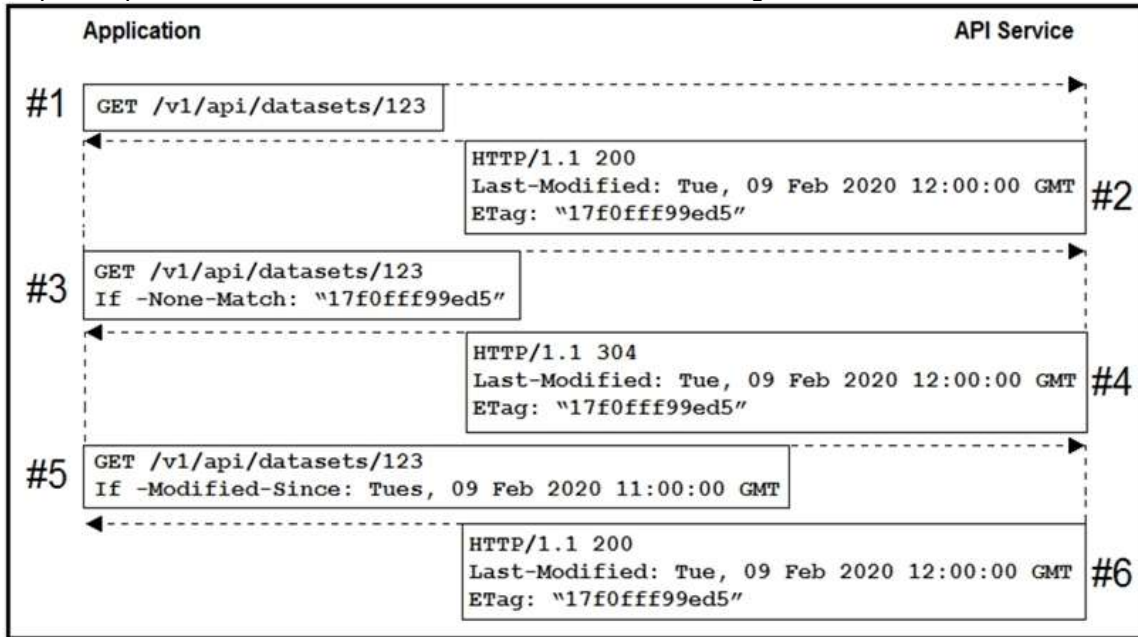 Application API Service
#1
GET /v1/api/datasets/123
HTTP/1.1 200
Last-Modified: Tue, 09 Feb 2020 12:00:00 GMT
ETag: “17f0fff99ed5”
#2
#3
GET /v1/api/datasets/123
If -None-Match: “17f0fff99ed5”
HTTP/1.1 304
Last-Modified: Tue, 09 Feb 2020 12:00:00 GMT
ETag: “17f0fff99ed5”
#4
#5
GET /v1/api/datasets/123
If -Modified-Since: Tues, 09 Feb 2020 11:00:00 GMT
HTTP/1.1 200
Last-Modified: Tue, 09 Feb 2020 12:00:00 GMT
ETag: “17f0fff99ed5”
#6